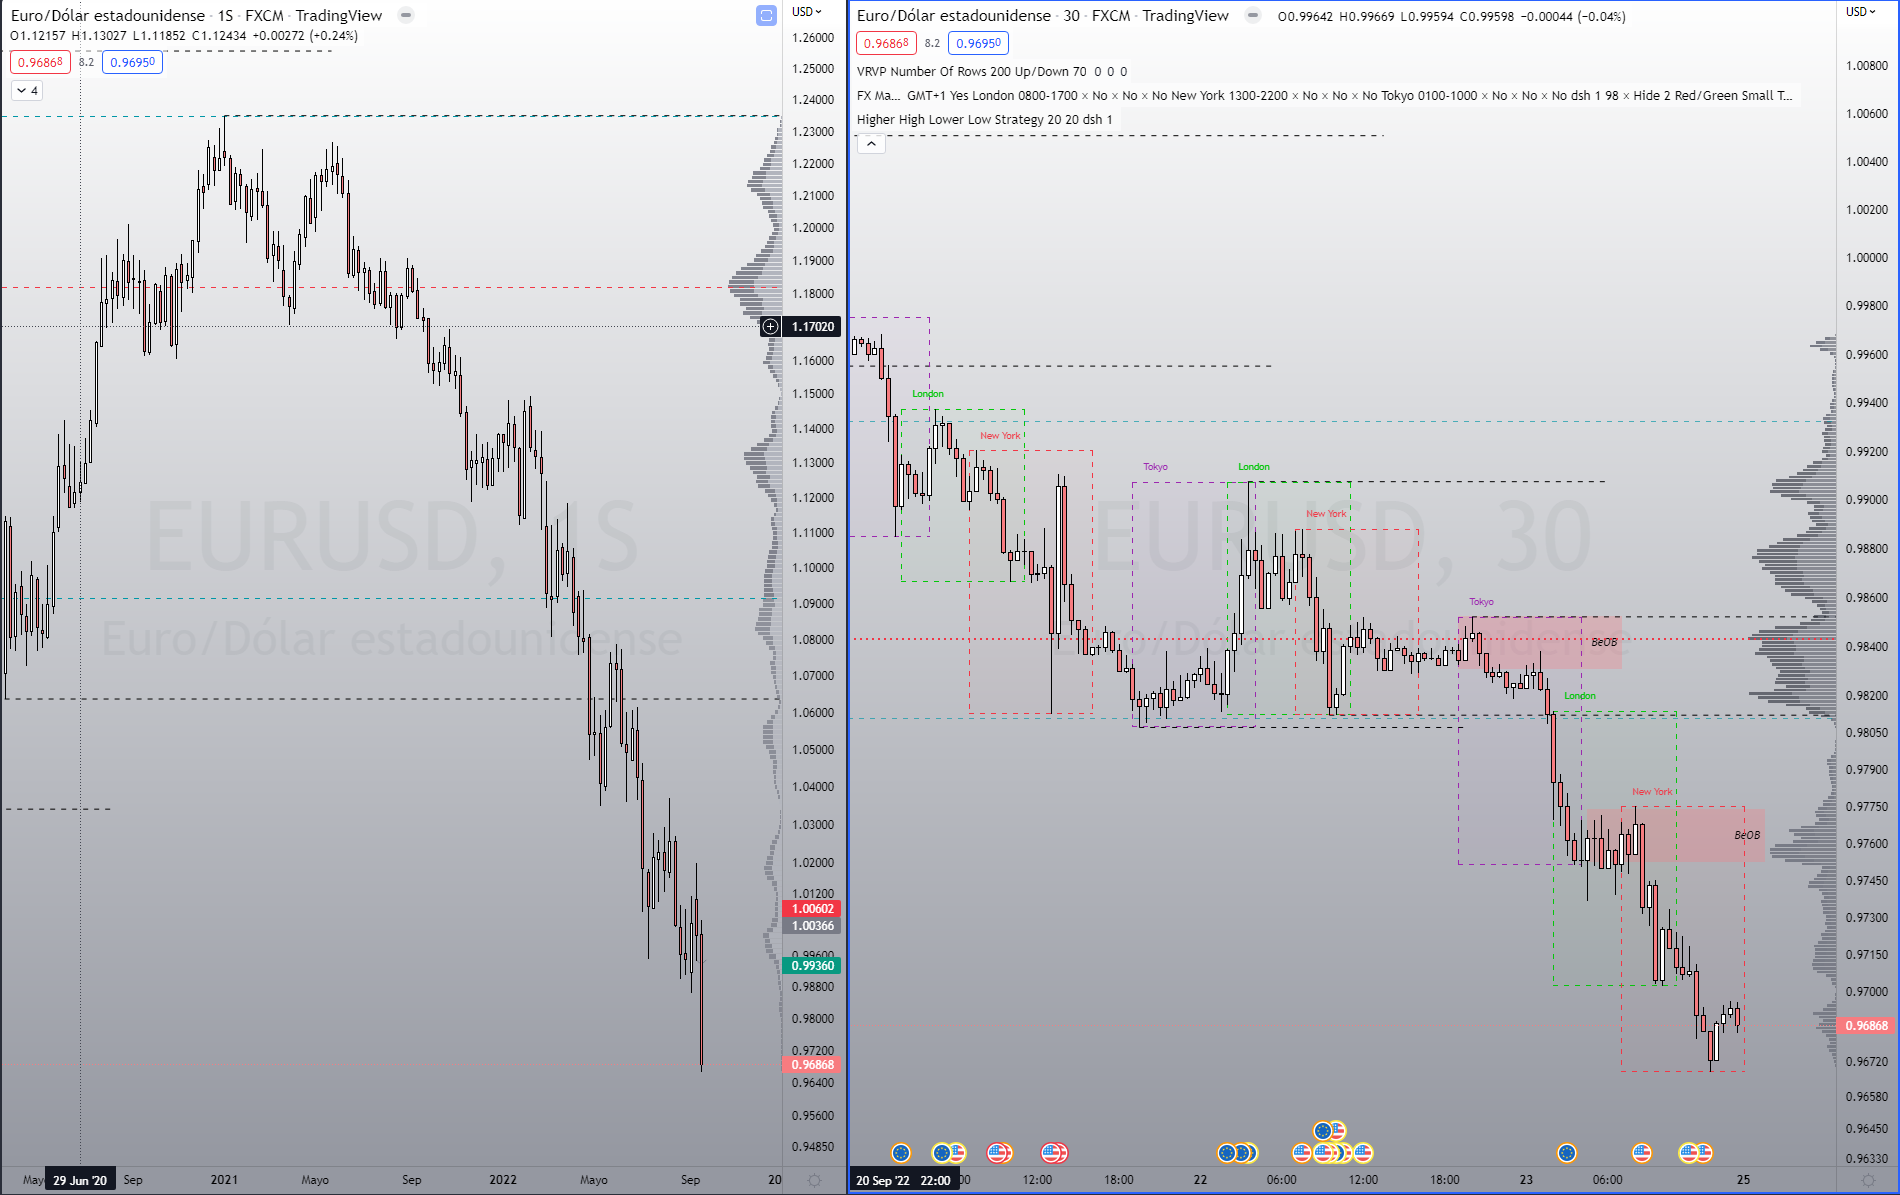 Euro/Dólar estadounidense · 1S · FXCM · TradingView
O1.12157 H1.13027 L1.11852 C1.12434 +0.00272 (+0.24%)
0.96868 8.2 0.96950
4
USD
1.26000
1.25000
1.24000
1.23000
1.22000
1.21000
1.20000
1.19000
1.18000
1.17020
1.16000
1.15000
1.14000
1.13000
1.12000
1.11000
1.10000
1.09000
1.08000
1.07000
1.06000
1.05000
1.04000
1.03000
1.02000
1.01200
1.00602
1.00366
0.99600
0.99360
0.98800
0.98000
0.97200
0.96868
0.96400
0.95600
0.94850
EURUSD, 1S
Euro/Dólar estadounidense
May 29 Jun '20 Sep 2021 Mayo Sep 2022 Mayo Sep 20
Euro/Dólar estadounidense · 30 · FXCM · TradingView O0.99642 H0.99669 L0.99594 C0.99598 −0.00044 (−0.04%)
0.96868 8.2 0.96950
VRVP Number Of Rows 200 Up/Down 70 0 0 0
FX Ma... GMT+1 Yes London 0800-1700 × No × No × No New York 1300-2200 × No × No × No Tokyo 0100-1000 × No × No × No dsh 1 98 × Hide 2 Red/Green Small T...
Higher High Lower Low Strategy 20 20 dsh 1
USD
1.00800
1.00600
1.00400
1.00200
1.00000
0.99800
0.99600
0.99400
0.99200
0.99000
0.98800
0.98600
0.98400
0.98200
0.98050
0.97900
0.97750
0.97600
0.97450
0.97300
0.97150
0.97000
0.96868
0.96720
0.96580
0.96450
0.96330
EURUSD, 30
Euro/Dólar estadounidense
London
New York
Tokyo
London
New York
Tokyo
BeOB
London
New York
BeOB
20 Sep '22 22:00 :00 12:00 18:00 22 06:00 12:00 18:00 23 06:00 25